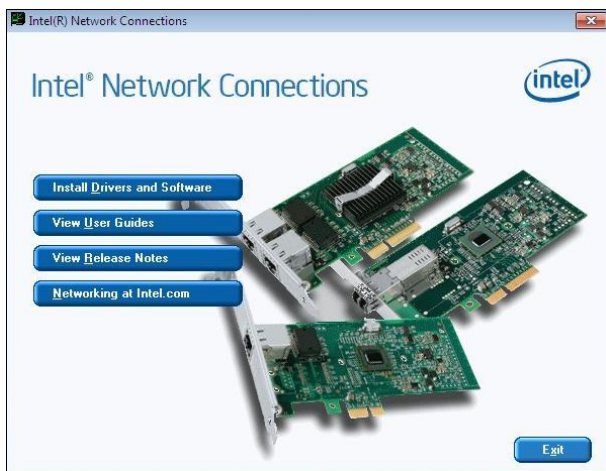 Intel(R) Network Connections
Intel® Network Connections
intel
Install Drivers and Software
View User Guides
View Release Notes
Networking at Intel.com
Exit